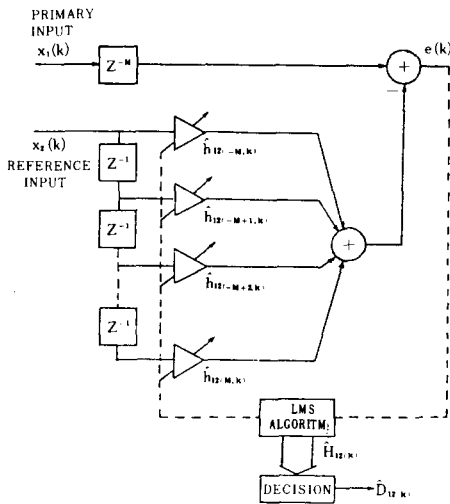 PRIMARY
INPUT
x₁(k)
e(k)
Z⁻ᴹ
+
−
x₂(k)
REFERENCE
INPUT
Z⁻¹
ĥ₁₂(−M,k)
Z⁻¹
ĥ₁₂(−M+1,k)
+
ĥ₁₂(−M+2,k)
Z⁻¹
ĥ₁₂(M,k)
LMS
ALGORITM
Ĥ₁₂(k)
DECISION
D̂₁₂(k)